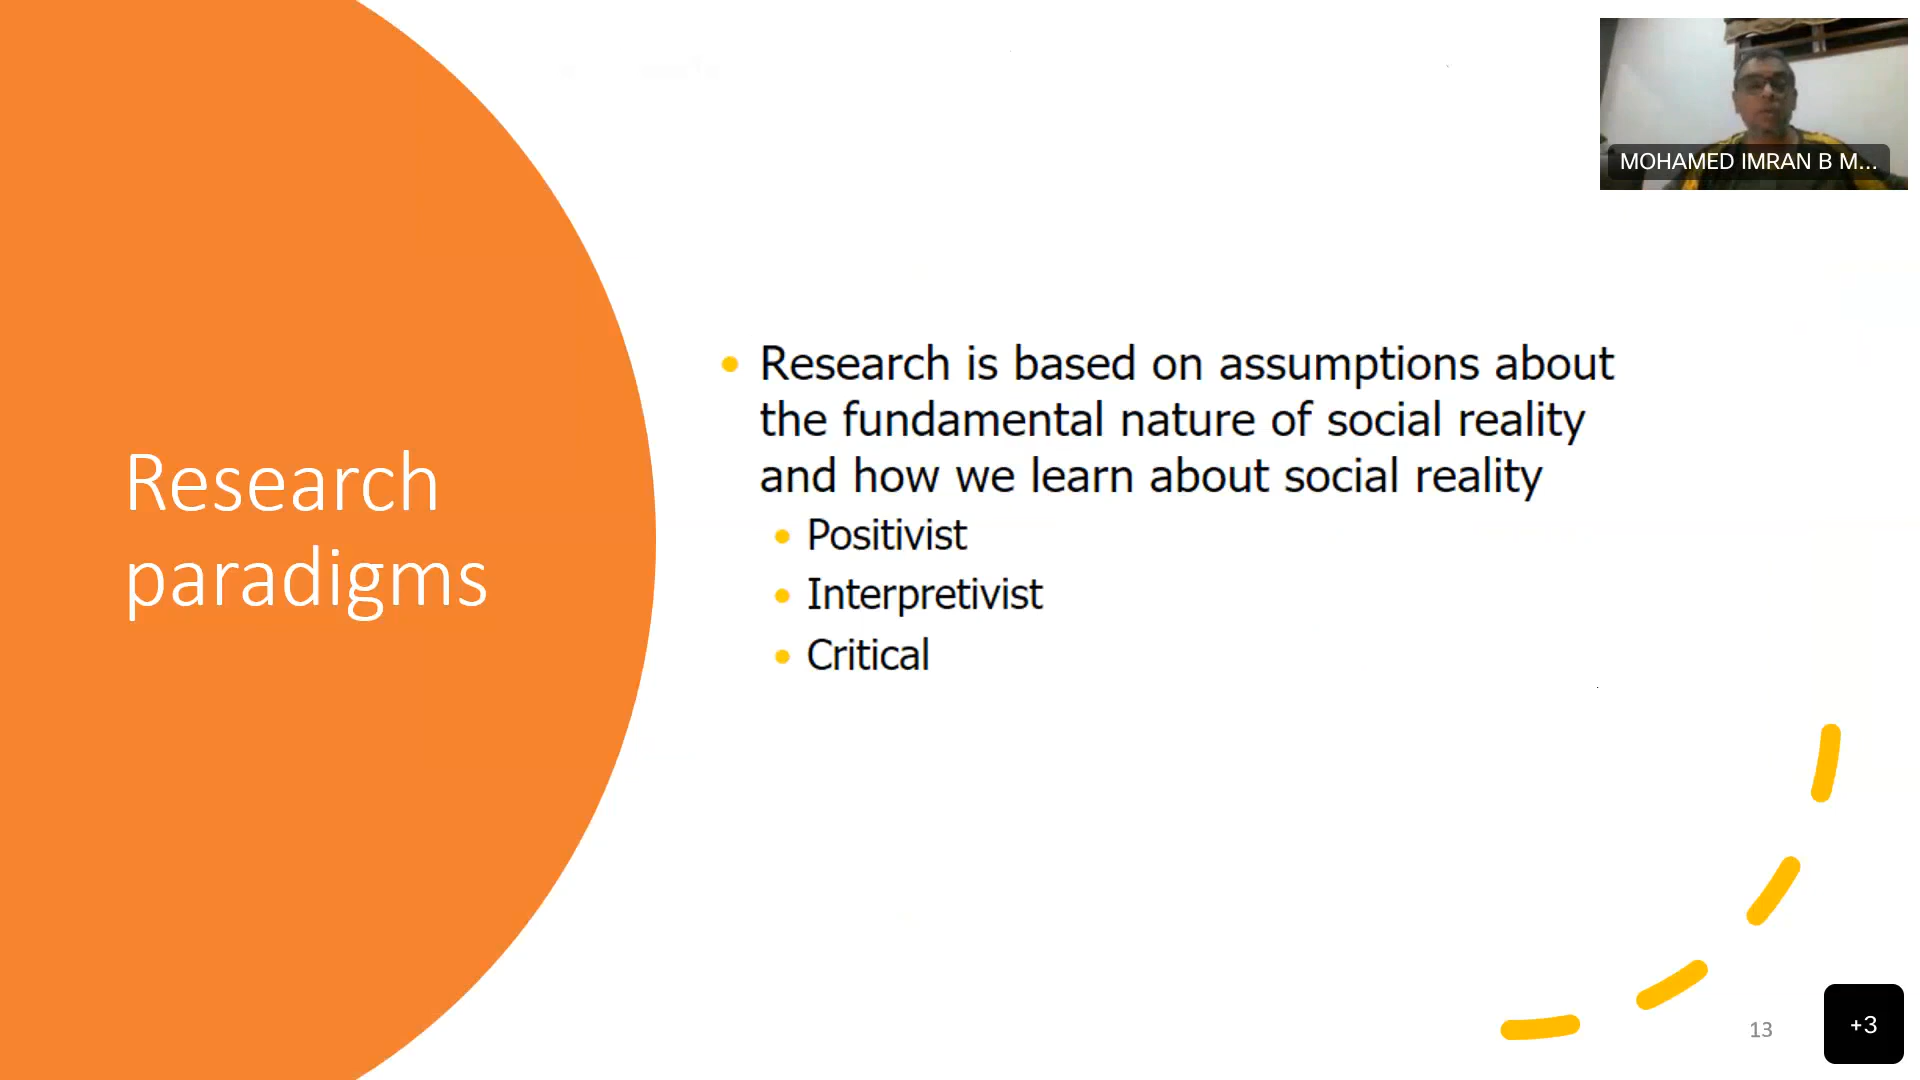 Research
paradigms
Research is based on assumptions about
the fundamental nature of social reality
and how we learn about social reality
Positivist
Interpretivist
Critical
MOHAMED IMRAN B M...
13
+3